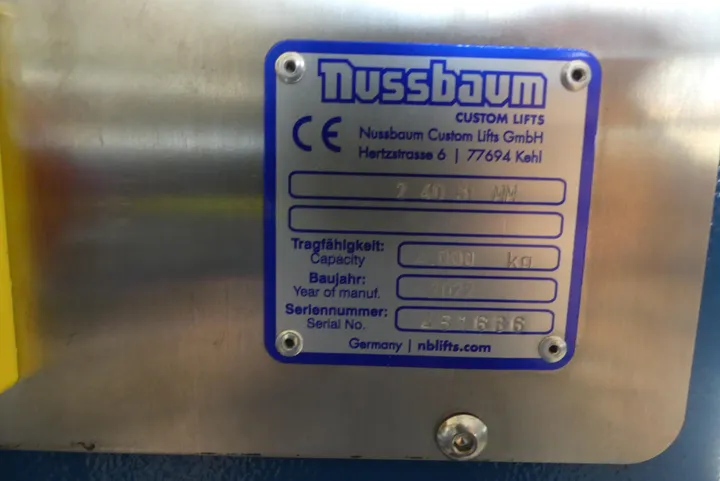 nussbaum
CUSTOM LIFTS
CE Nussbaum Custom Lifts GmbH
Hertzstrasse 6 | 77694 Kehl
MM
Tragfähigkeit:
Capacity
kg
Baujahr:
Year of manuf.
Seriennummer:
Serial No.
Germany | nblifts.com